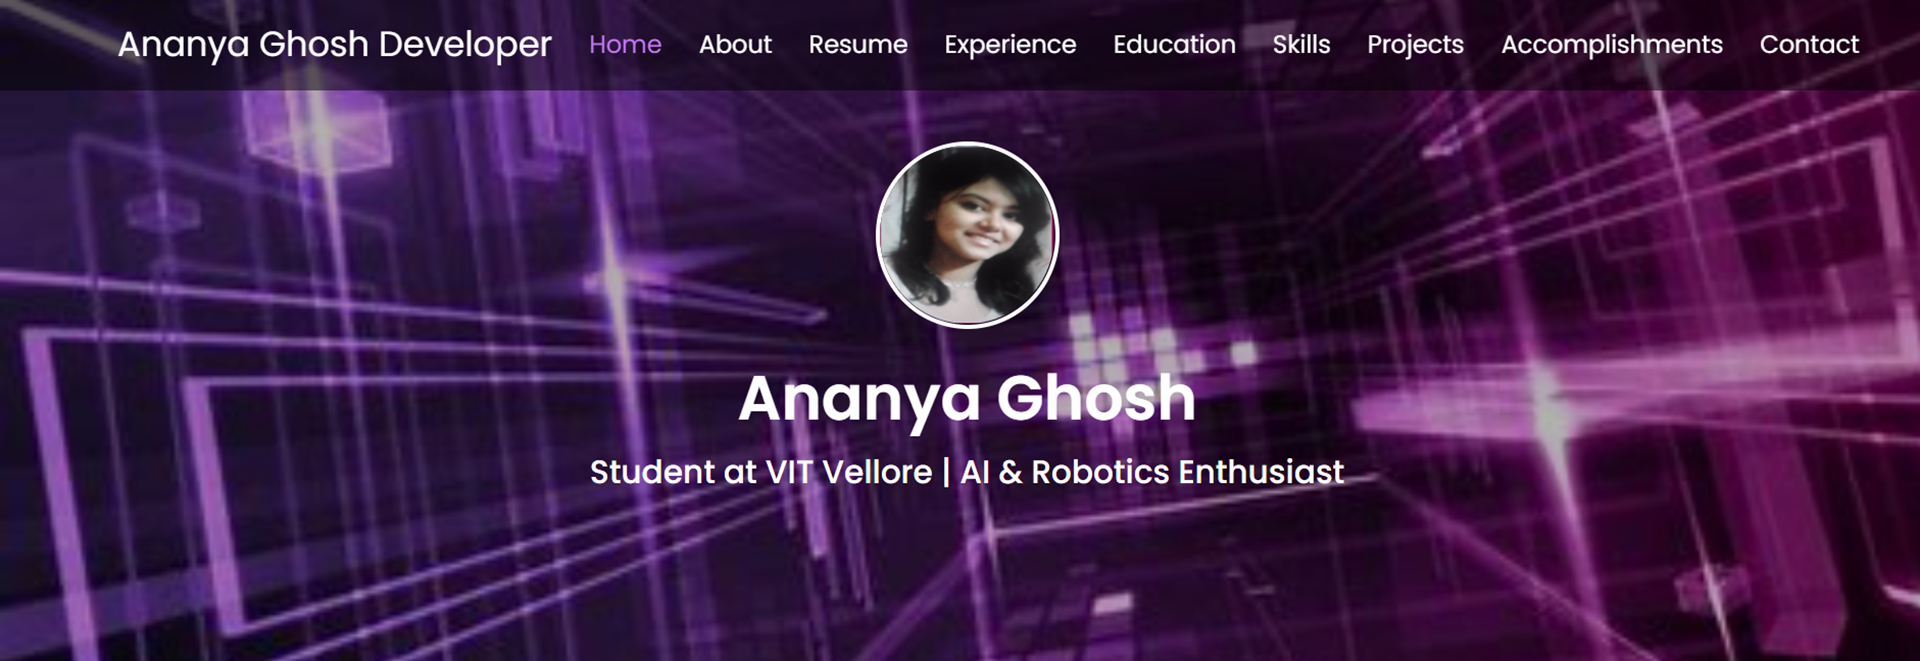 Ananya Ghosh Developer Home About Resume Experience Education Skills Projects Accomplishments Contact
Ananya Ghosh
Student at VIT Vellore | AI & Robotics Enthusiast